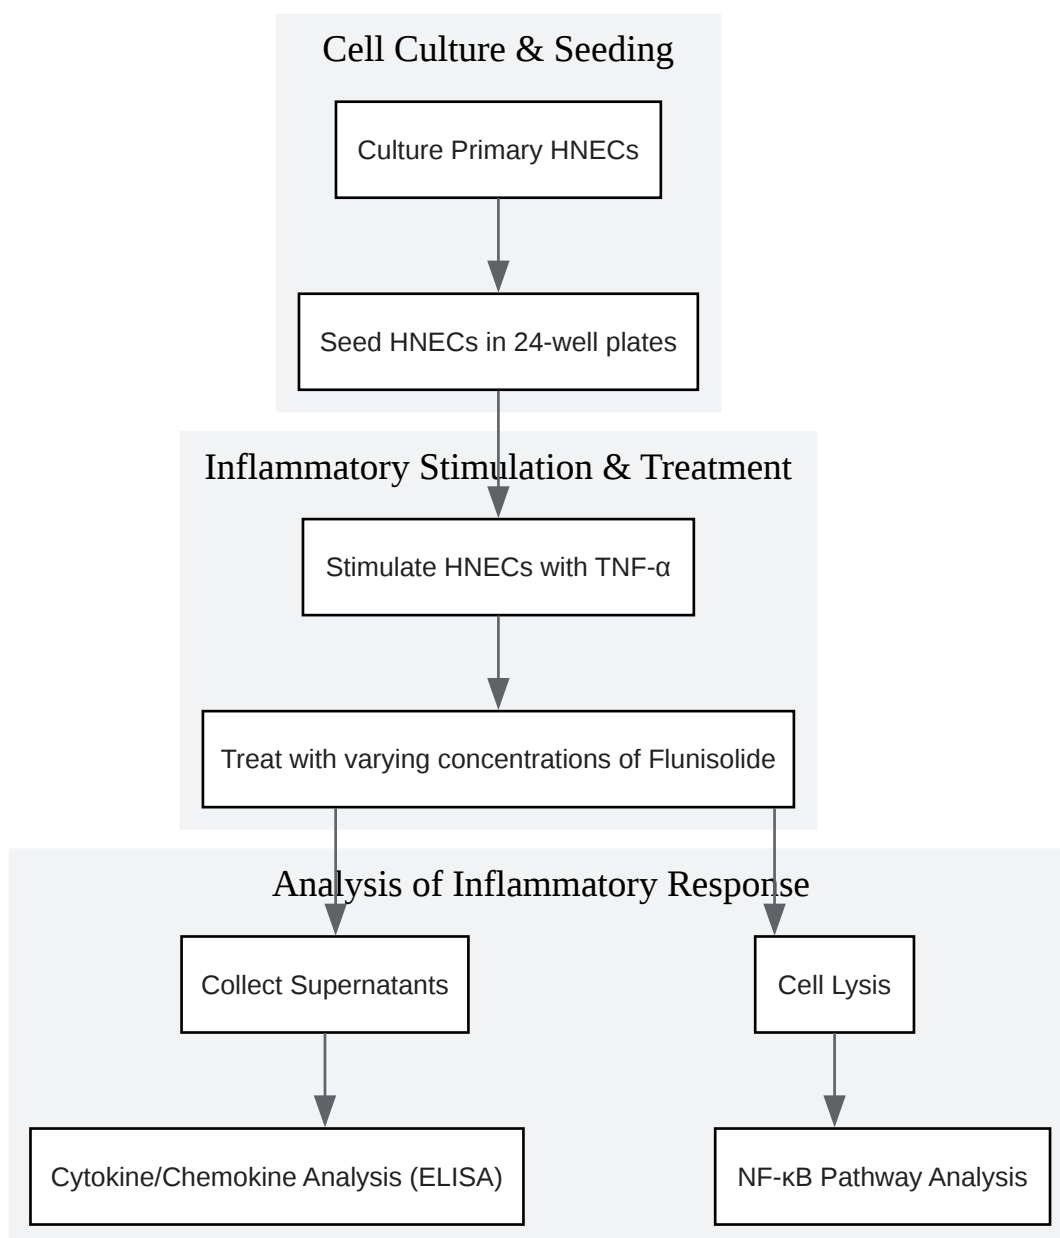 Cell Culture & Seeding
Culture Primary HNECs
Seed HNECs in 24-well plates
Inflammatory Stimulation & Treatment
Stimulate HNECs with TNF-α
Treat with varying concentrations of Flunisolide
Analysis of Inflammatory Response
Collect Supernatants
Cell Lysis
Cytokine/Chemokine Analysis (ELISA)
NF-κB Pathway Analysis